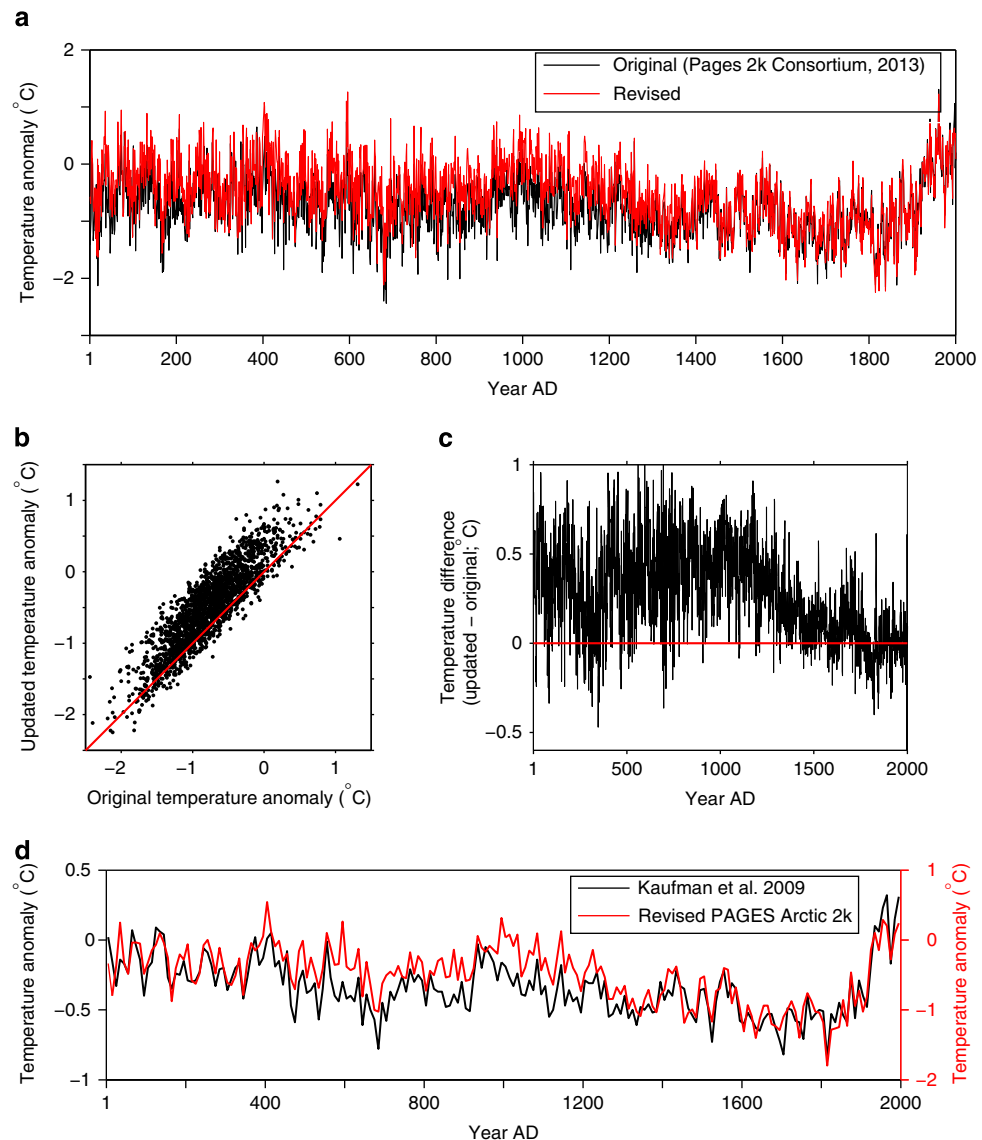 a
Temperature anomaly (°C)
2
0
−2
Original (Pages 2k Consortium, 2013)
Revised
1 200 400 600 800 1000 1200 1400 1600 1800 2000
Year AD
b
Updated temperature anomaly (°C)
1
0
−1
−2
−2 −1 0 1
Original temperature anomaly (°C)
c
Temperature difference
(updated − original; °C)
1
0.5
0
−0.5
1 500 1000 1500 2000
Year AD
d
Temperature anomaly (°C)
0.5
0
−0.5
−1
Kaufman et al. 2009
Revised PAGES Arctic 2k
1
0
−1
−2
Temperature anomaly (°C)
1 400 800 1200 1600 2000
Year AD